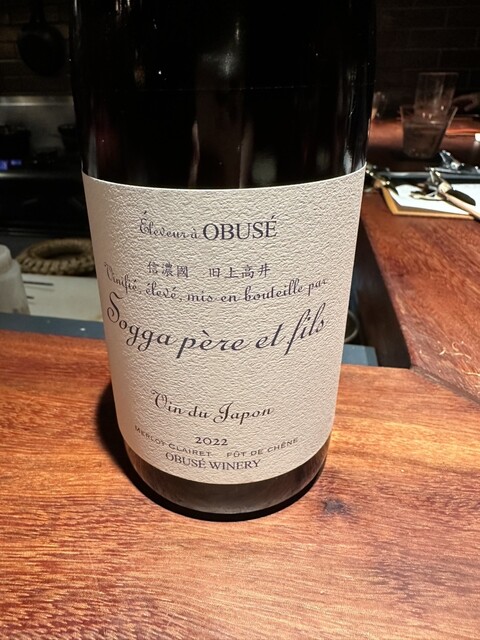 Éleveur à OBUSÉ
信濃國 旧上高井
Vinifié, élevé, mis en bouteille par
Sogga père et fils
Vin du Japon
2022
MERLOT CLAIRET FÛT DE CHÊNE
OBUSÉ WINERY